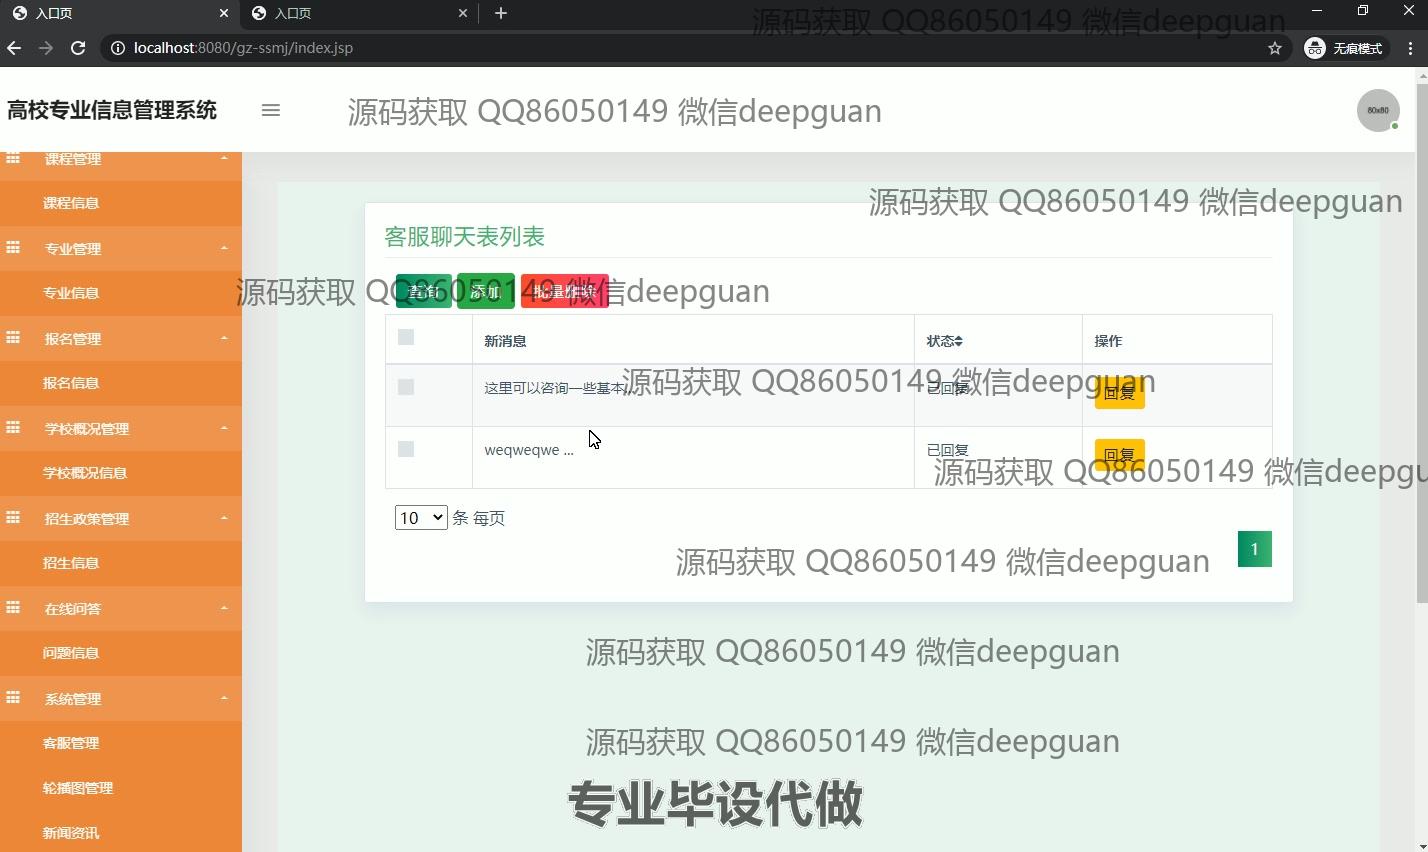 入口页
入口页
localhost:8080/gz-ssmj/index.jsp
无痕模式
源码获取 QQ86050149 微信deepguan
高校专业信息管理系统
源码获取 QQ86050149 微信deepguan
80x80
课程管理
课程信息
专业管理
专业信息
报名管理
报名信息
学校概况管理
学校概况信息
招生政策管理
招生信息
在线问答
问题信息
系统管理
客服管理
轮播图管理
新闻资讯
源码获取 QQ86050149 微信deepguan
客服聊天表列表
源码获取 QQ86050149 微信deepguan
查询 添加 批量删除
新消息 状态 操作
这里可以咨询一些基本 已回复 回复
源码获取 QQ86050149 微信deepguan
weqweqwe ... 已回复 回复
源码获取 QQ86050149 微信deepgu
10 条 每页
1
源码获取 QQ86050149 微信deepguan
源码获取 QQ86050149 微信deepguan
源码获取 QQ86050149 微信deepguan
专业毕设代做